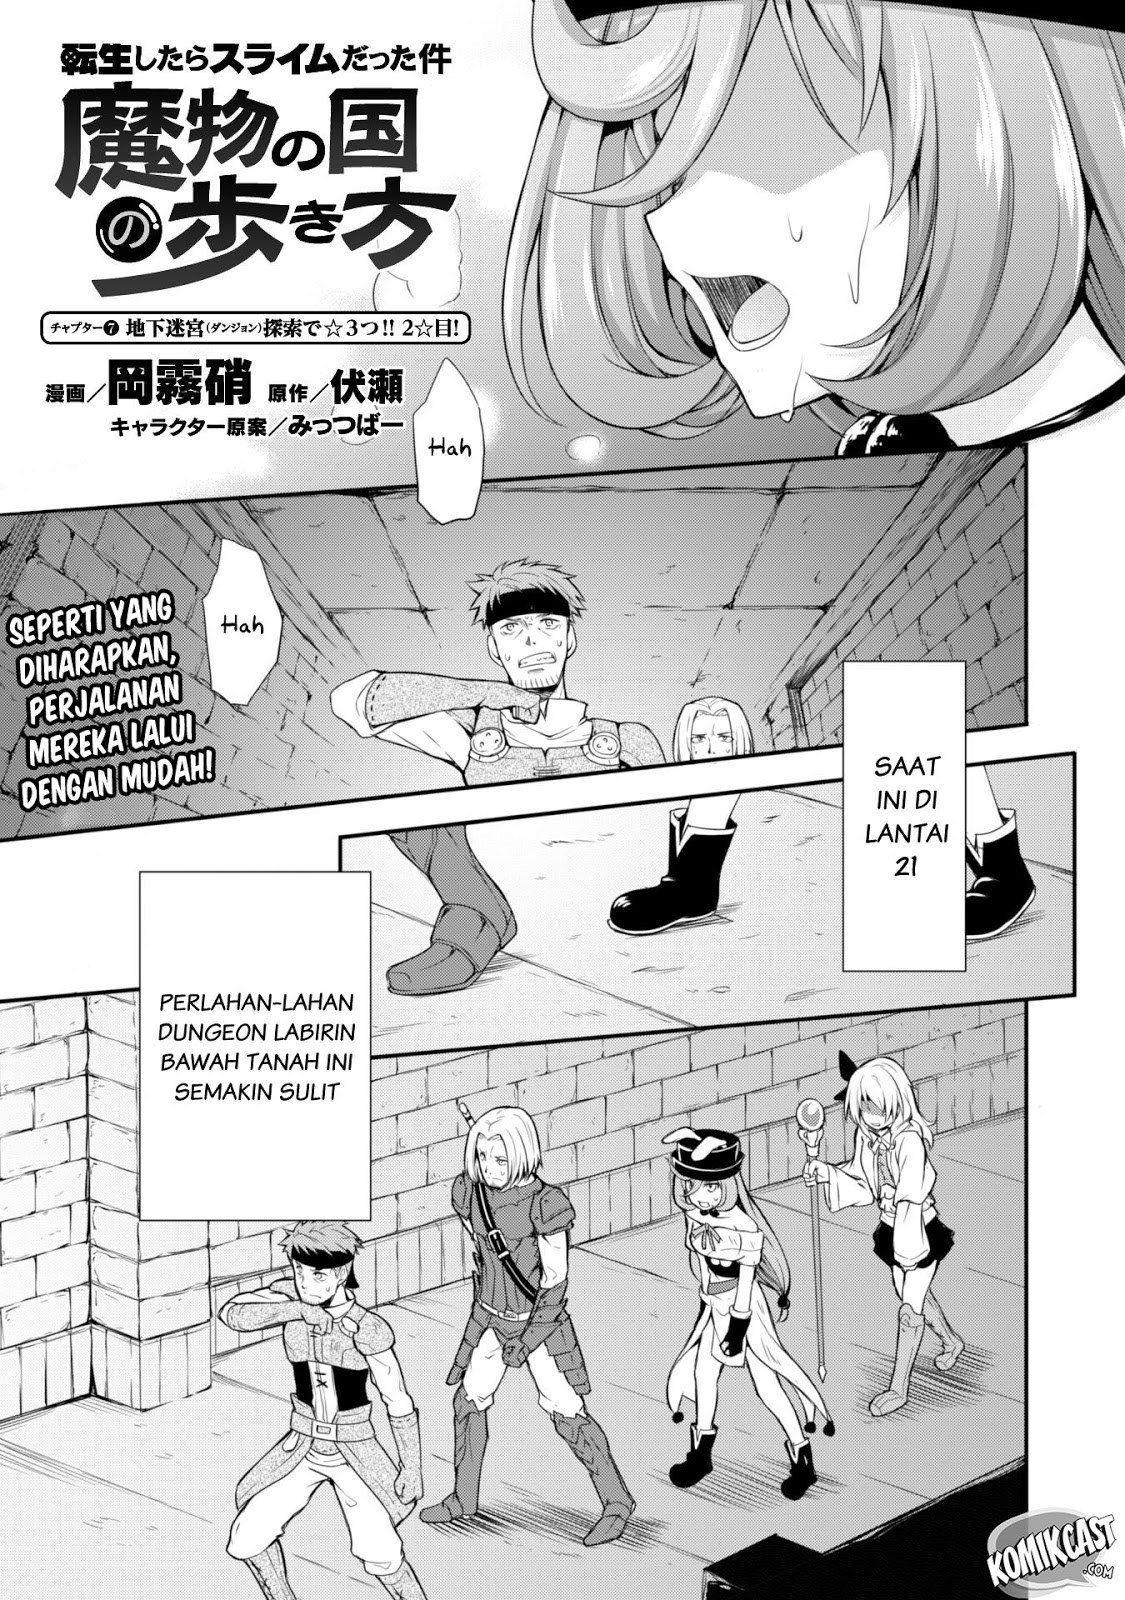 転生したらスライムだった件
魔物の国
の歩き方
チャプター❼ 地下迷宮(ダンジョン)探索で☆3つ!! 2☆目!
漫画／岡霧硝 原作／伏瀬
キャラクター原案／みっつばー
Hah
Hah
SEPERTI YANG
DIHARAPKAN,
PERJALANAN
MEREKA LALUI
DENGAN MUDAH!
SAAT
INI DI
LANTAI
21
PERLAHAN-LAHAN
DUNGEON LABIRIN
BAWAH TANAH INI
SEMAKIN SULIT
KOMIKCAST
.COM